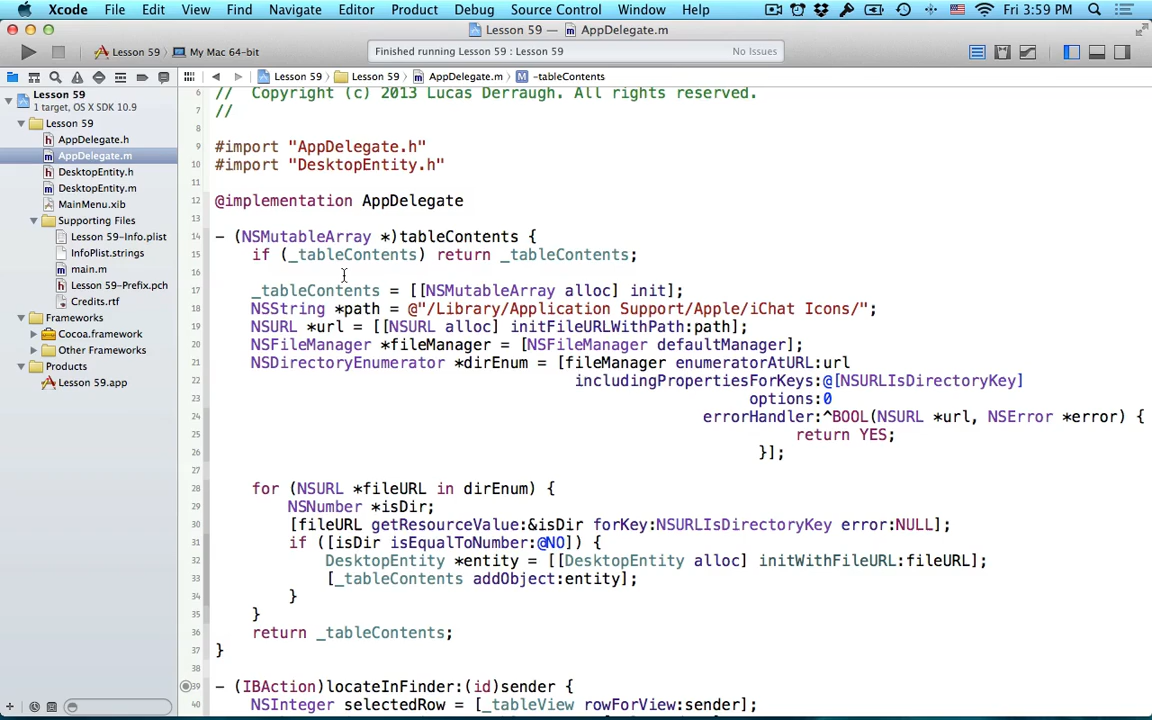 Xcode File Edit View Find Navigate Editor Product Debug Source Control Window Help Fri 3:59 PM
Lesson 59 — AppDelegate.m
Lesson 59 My Mac 64-bit Finished running Lesson 59 : Lesson 59 No Issues
Lesson 59 Lesson 59 AppDelegate.m M -tableContents
Lesson 59
1 target, OS X SDK 10.9
Lesson 59
h AppDelegate.h
m AppDelegate.m
h DesktopEntity.h
m DesktopEntity.m
MainMenu.xib
Supporting Files
Lesson 59-Info.plist
InfoPlist.strings
m main.m
h Lesson 59-Prefix.pch
Credits.rtf
Frameworks
Cocoa.framework
Other Frameworks
Products
Lesson 59.app
6 // Copyright (c) 2013 Lucas Derraugh. All rights reserved.
7 //
8
9 #import "AppDelegate.h"
10 #import "DesktopEntity.h"
11
12 @implementation AppDelegate
13
14 - (NSMutableArray *)tableContents {
15 if (_tableContents) return _tableContents;
16
17 _tableContents = [[NSMutableArray alloc] init];
18 NSString *path = @"/Library/Application Support/Apple/iChat Icons/";
19 NSURL *url = [[NSURL alloc] initFileURLWithPath:path];
20 NSFileManager *fileManager = [NSFileManager defaultManager];
21 NSDirectoryEnumerator *dirEnum = [fileManager enumeratorAtURL:url
22 includingPropertiesForKeys:@[NSURLIsDirectoryKey]
23 options:0
24 errorHandler:^BOOL(NSURL *url, NSError *error) {
25 return YES;
26 }];
27
28 for (NSURL *fileURL in dirEnum) {
29 NSNumber *isDir;
30 [fileURL getResourceValue:&isDir forKey:NSURLIsDirectoryKey error:NULL];
31 if ([isDir isEqualToNumber:@NO]) {
32 DesktopEntity *entity = [[DesktopEntity alloc] initWithFileURL:fileURL];
33 [_tableContents addObject:entity];
34 }
35 }
36 return _tableContents;
37 }
38
39 - (IBAction)locateInFinder:(id)sender {
40 NSInteger selectedRow = [_tableView rowForView:sender];